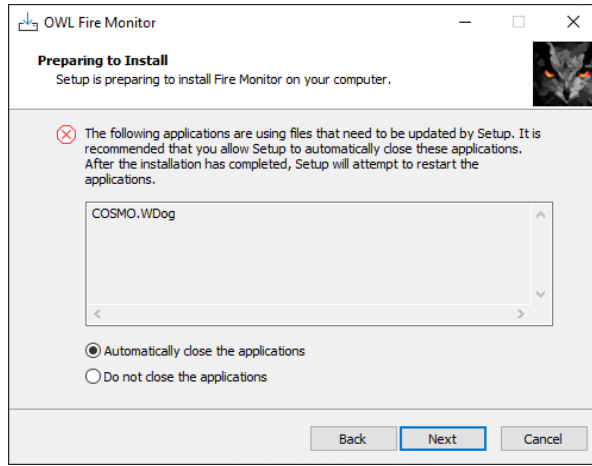 OWL Fire Monitor
Preparing to Install
Setup is preparing to install Fire Monitor on your computer.
The following applications are using files that need to be updated by Setup. It is
recommended that you allow Setup to automatically close these applications.
After the installation has completed, Setup will attempt to restart the
applications.
COSMO.WDog
Automatically close the applications
Do not close the applications
Back Next Cancel